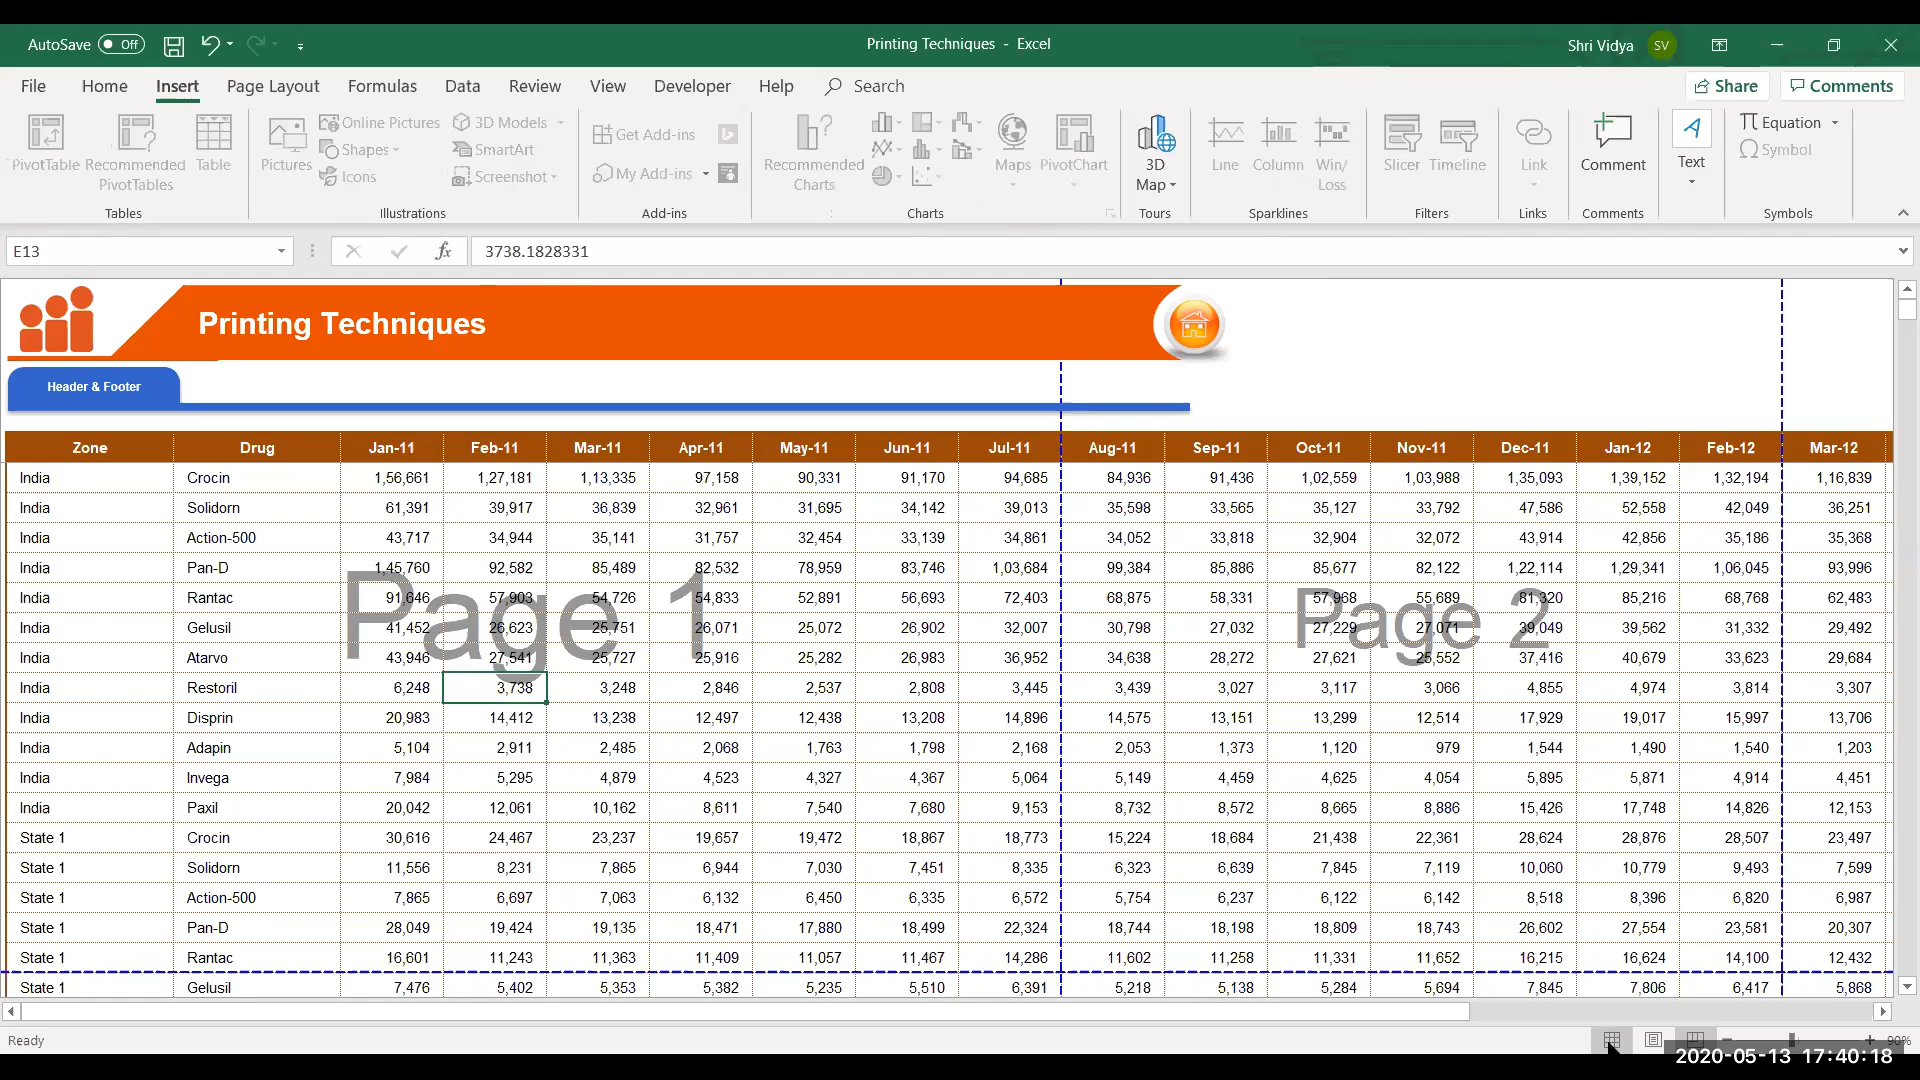 AutoSave Off Printing Techniques - Excel Shri Vidya SV
File Home Insert Page Layout Formulas Data Review View Developer Help Search Share Comments
PivotTable Recommended PivotTables Table
Tables
Pictures Online Pictures Shapes Icons 3D Models SmartArt Screenshot
Illustrations
Get Add-ins
My Add-ins
Add-ins
Recommended Charts Maps PivotChart
Charts
3D Map
Tours
Line Column Win/Loss
Sparklines
Slicer Timeline
Filters
Link
Links
Comment
Comments
Text
Equation
Symbol
Symbols
E13 fx 3738.1828331
Printing Techniques
Header & Footer
Zone Drug Jan-11 Feb-11 Mar-11 Apr-11 May-11 Jun-11 Jul-11 Aug-11 Sep-11 Oct-11 Nov-11 Dec-11 Jan-12 Feb-12 Mar-12
India Crocin 1,56,661 1,27,181 1,13,335 97,158 90,331 91,170 94,685 84,936 91,436 1,02,559 1,03,988 1,35,093 1,39,152 1,32,194 1,16,839
India Solidorn 61,391 39,917 36,839 32,961 31,695 34,142 39,013 35,598 33,565 35,127 33,792 47,586 52,558 42,049 36,251
India Action-500 43,717 34,944 35,141 31,757 32,454 33,139 34,861 34,052 33,818 32,904 32,072 43,914 42,856 35,186 35,368
India Pan-D 1,45,760 92,582 85,489 82,532 78,959 83,746 1,03,684 99,384 85,886 85,677 82,122 1,22,114 1,29,341 1,06,045 93,996
India Rantac 91,646 57,903 54,726 54,833 52,891 56,693 72,403 68,875 58,331 57,968 55,689 81,320 85,216 68,768 62,483
Page 1 Page 2
India Gelusil 41,452 26,623 25,751 26,071 25,072 26,902 32,007 30,798 27,032 27,229 27,071 39,049 39,562 31,332 29,492
India Atarvo 43,946 27,541 25,727 25,916 25,282 26,983 36,952 34,638 28,272 27,621 25,552 37,416 40,679 33,623 29,684
India Restoril 6,248 3,738 3,248 2,846 2,537 2,808 3,445 3,439 3,027 3,117 3,066 4,855 4,974 3,814 3,307
India Disprin 20,983 14,412 13,238 12,497 12,438 13,208 14,896 14,575 13,151 13,299 12,514 17,929 19,017 15,997 13,706
India Adapin 5,104 2,911 2,485 2,068 1,763 1,798 2,168 2,053 1,373 1,120 979 1,544 1,490 1,540 1,203
India Invega 7,984 5,295 4,879 4,523 4,327 4,367 5,064 5,149 4,459 4,625 4,054 5,895 5,871 4,914 4,451
India Paxil 20,042 12,061 10,162 8,611 7,540 7,680 9,153 8,732 8,572 8,665 8,886 15,426 17,748 14,826 12,153
State 1 Crocin 30,616 24,467 23,237 19,657 19,472 18,867 18,773 15,224 18,684 21,438 22,361 28,624 28,876 28,507 23,497
State 1 Solidorn 11,556 8,231 7,865 6,944 7,030 7,451 8,335 6,323 6,639 7,845 7,119 10,060 10,779 9,493 7,599
State 1 Action-500 7,865 6,697 7,063 6,132 6,450 6,335 6,572 5,754 6,237 6,122 6,142 8,518 8,396 6,820 6,987
State 1 Pan-D 28,049 19,424 19,135 18,471 17,880 18,499 22,324 18,744 18,198 18,809 18,743 26,602 27,554 23,581 20,307
State 1 Rantac 16,601 11,243 11,363 11,409 11,057 11,467 14,286 11,602 11,258 11,331 11,652 16,215 16,624 14,100 12,432
State 1 Gelusil 7,476 5,402 5,353 5,382 5,235 5,510 6,391 5,218 5,138 5,284 5,694 7,845 7,806 6,417 5,868
Ready 90%
2020-05-13 17:40:18